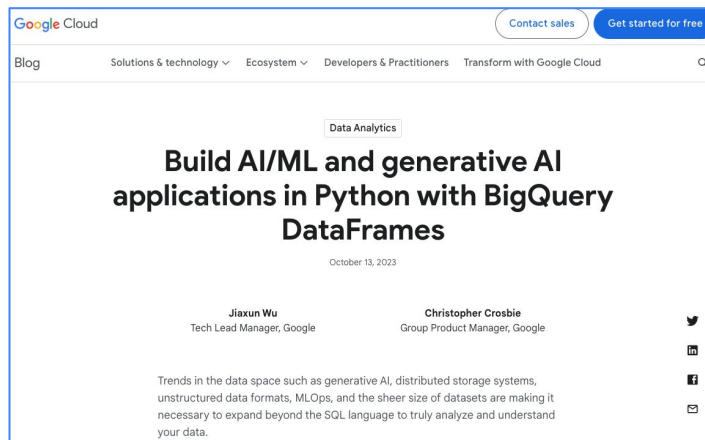 Google Cloud
Contact sales
Get started for free
Blog
Solutions & technology
Ecosystem
Developers & Practitioners
Transform with Google Cloud
Data Analytics
Build AI/ML and generative AI
applications in Python with BigQuery
DataFrames
October 13, 2023
Jiaxun Wu
Tech Lead Manager, Google
Christopher Crosbie
Group Product Manager, Google
Trends in the data space such as generative AI, distributed storage systems,
unstructured data formats, MLOps, and the sheer size of datasets are making it
necessary to expand beyond the SQL language to truly analyze and understand
your data.